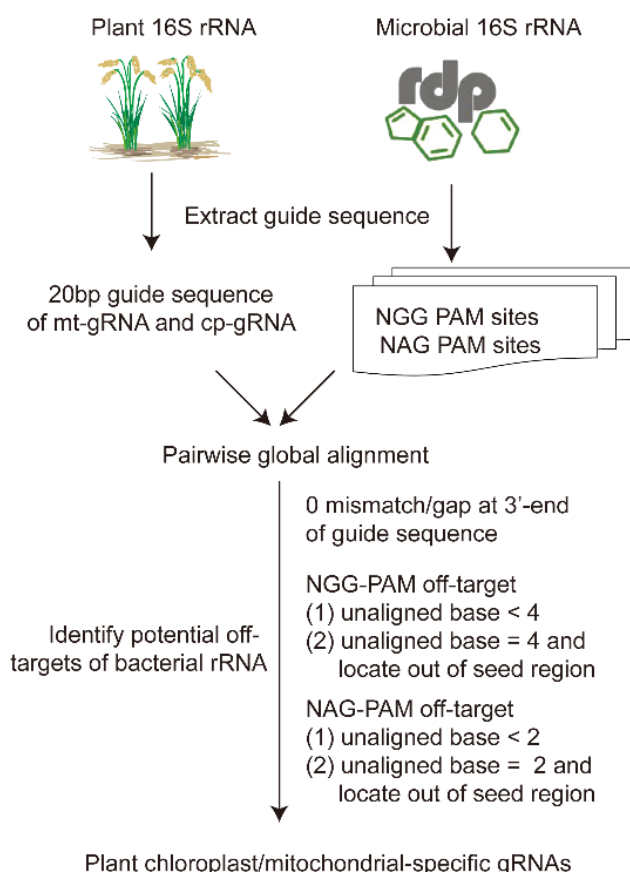 Plant 16S rRNA
Microbial 16S rRNA
rdp
Extract guide sequence
20bp guide sequence
of mt-gRNA and cp-gRNA
NGG PAM sites
NAG PAM sites
Pairwise global alignment
0 mismatch/gap at 3'-end
of guide sequence
NGG-PAM off-target
(1) unaligned base < 4
(2) unaligned base = 4 and
locate out of seed region
Identify potential off-
targets of bacterial rRNA
NAG-PAM off-target
(1) unaligned base < 2
(2) unaligned base = 2 and
locate out of seed region
Plant chloroplast/mitochondrial-specific gRNAs